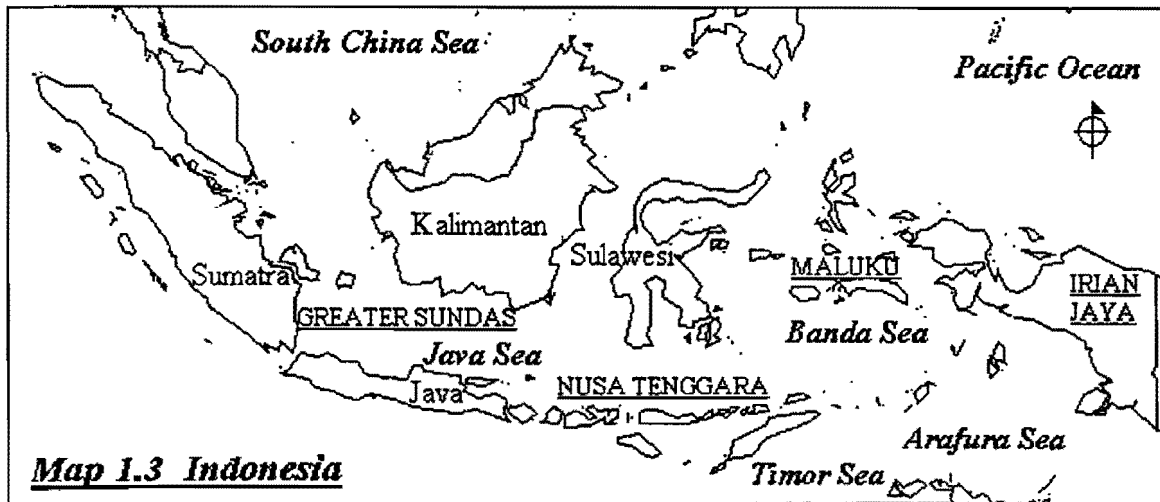 South China Sea
Pacific Ocean
Kalimantan
Sulawesi
Sumatra
MALUKU
IRIAN
JAYA
GREATER SUNDAS
Banda Sea
Java Sea
Java
NUSA TENGGARA
Arafura Sea
Map 1.3 Indonesia
Timor Sea